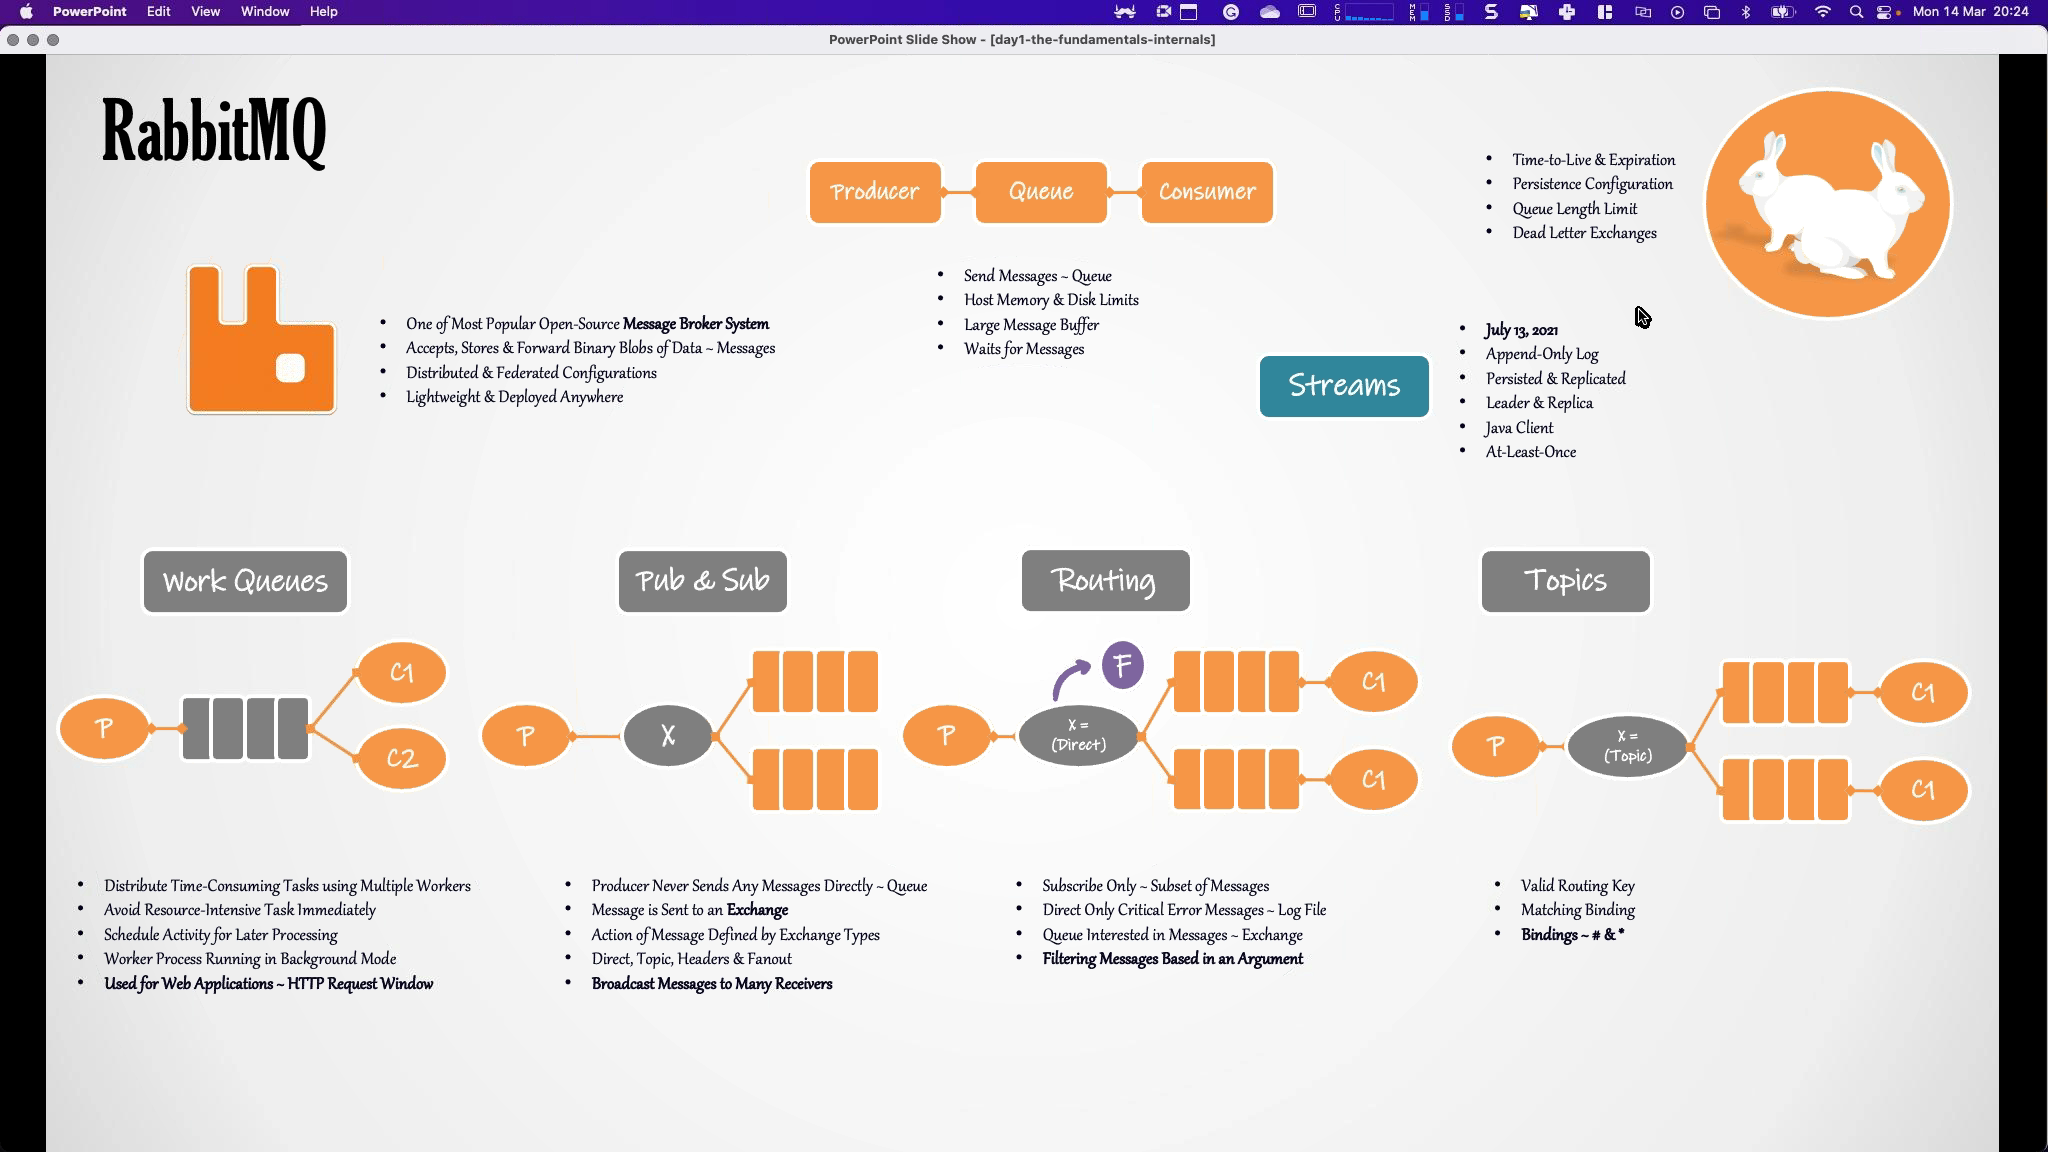 PowerPoint Edit View Window Help
CPU MEM SSD Mon 14 Mar 20:24
PowerPoint Slide Show - [day1-the-fundamentals-internals]
RabbitMQ
Producer Queue Consumer
• Time-to-Live & Expiration
• Persistence Configuration
• Queue Length Limit
• Dead Letter Exchanges
• Send Messages ~ Queue
• Host Memory & Disk Limits
• Large Message Buffer
• Waits for Messages
• One of Most Popular Open-Source Message Broker System
• Accepts, Stores & Forward Binary Blobs of Data ~ Messages
• Distributed & Federated Configurations
• Lightweight & Deployed Anywhere
Streams
• July 13, 2021
• Append-Only Log
• Persisted & Replicated
• Leader & Replica
• Java Client
• At-Least-Once
Work Queues
P
C1
C2
• Distribute Time-Consuming Tasks using Multiple Workers
• Avoid Resource-Intensive Task Immediately
• Schedule Activity for Later Processing
• Worker Process Running in Background Mode
• Used for Web Applications ~ HTTP Request Window
Pub & Sub
P
X
• Producer Never Sends Any Messages Directly ~ Queue
• Message is Sent to an Exchange
• Action of Message Defined by Exchange Types
• Direct, Topic, Headers & Fanout
• Broadcast Messages to Many Receivers
Routing
F
P
X =
(Direct)
C1
C1
• Subscribe Only ~ Subset of Messages
• Direct Only Critical Error Messages ~ Log File
• Queue Interested in Messages ~ Exchange
• Filtering Messages Based in an Argument
Topics
P
X =
(Topic)
C1
C1
• Valid Routing Key
• Matching Binding
• Bindings ~ # & *